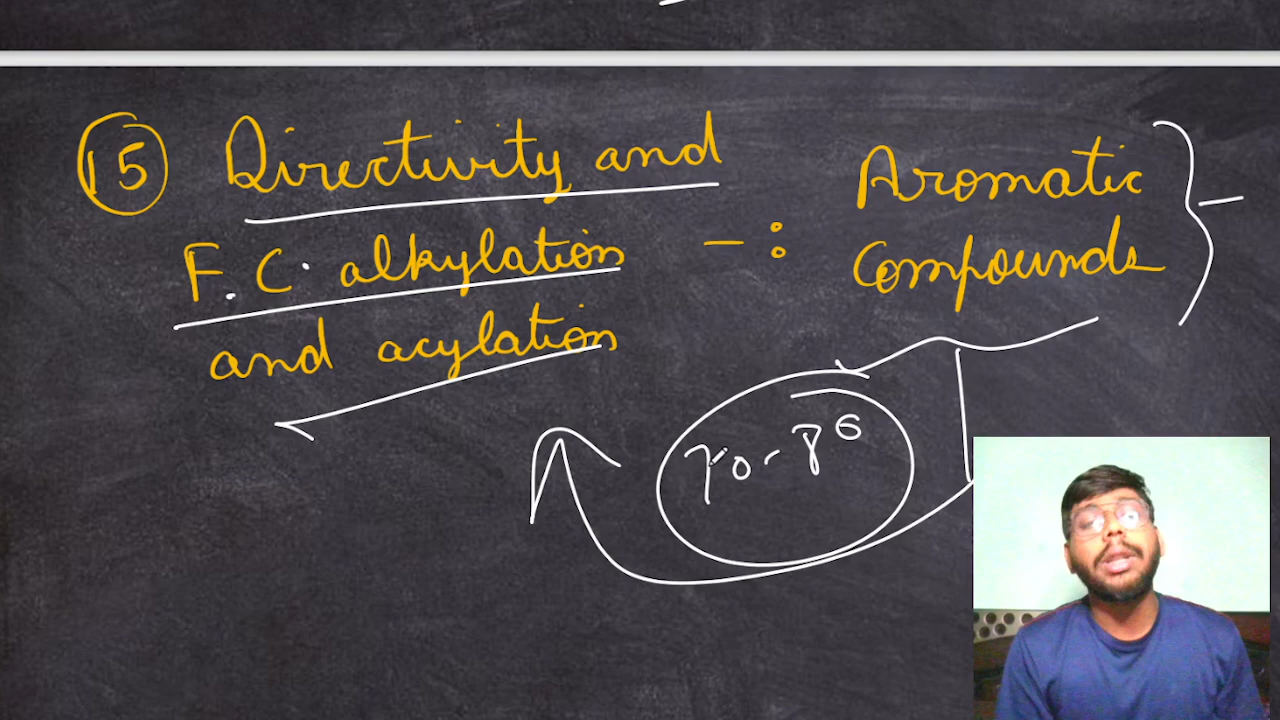 15 Directivity and
F.C. alkylation
and acylation
-:
Aromatic
Compounds
70-80